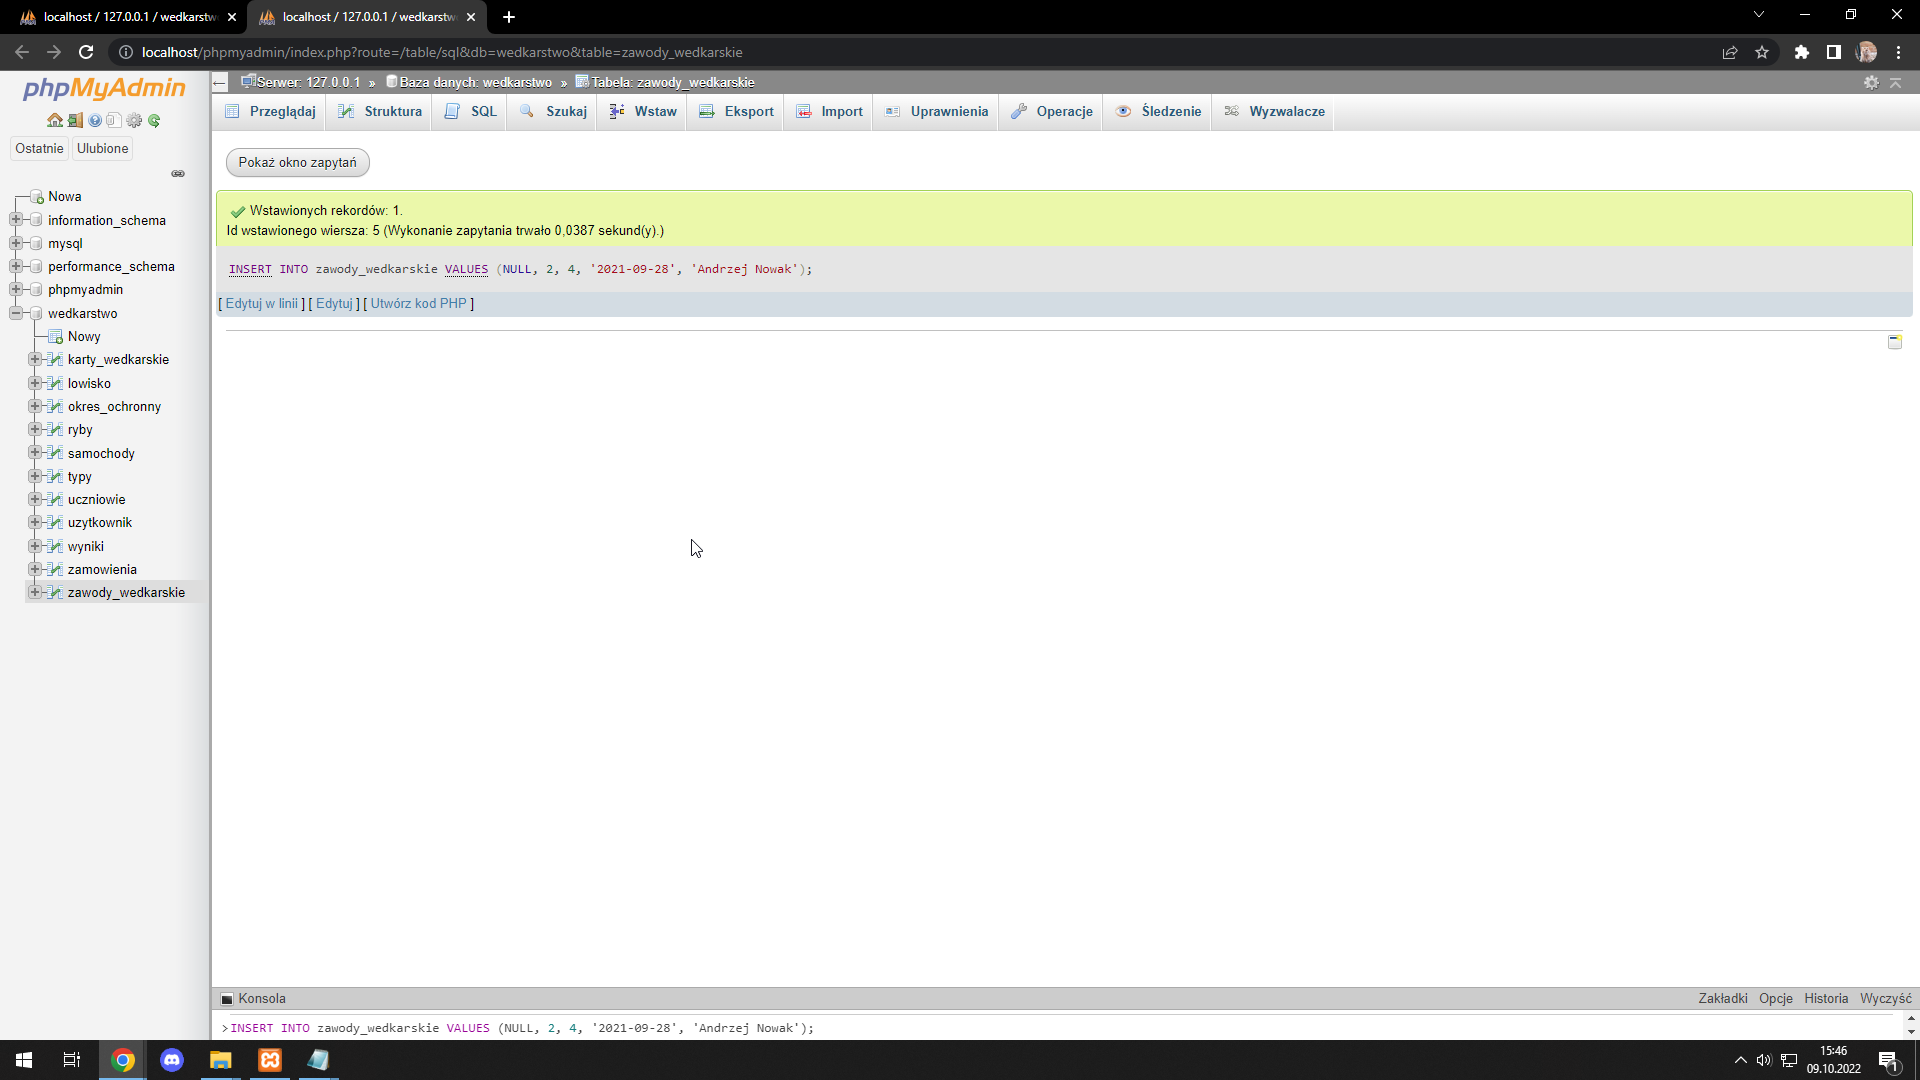 localhost / 127.0.0.1 / wedkarstw
localhost / 127.0.0.1 / wedkarstw
localhost/phpmyadmin/index.php?route=/table/sql&db=wedkarstwo&table=zawody_wedkarskie
phpMyAdmin
Ostatnie Ulubione
Nowa
information_schema
mysql
performance_schema
phpmyadmin
wedkarstwo
Nowy
karty_wedkarskie
lowisko
okres_ochronny
ryby
samochody
typy
uczniowie
uzytkownik
wyniki
zamowienia
zawody_wedkarskie
Serwer: 127.0.0.1 » Baza danych: wedkarstwo » Tabela: zawody_wedkarskie
Przeglądaj Struktura SQL Szukaj Wstaw Eksport Import Uprawnienia Operacje Śledzenie Wyzwalacze
Pokaż okno zapytań
Wstawionych rekordów: 1.
Id wstawionego wiersza: 5 (Wykonanie zapytania trwało 0,0387 sekund(y).)
INSERT INTO zawody_wedkarskie VALUES (NULL, 2, 4, '2021-09-28', 'Andrzej Nowak');
[ Edytuj w linii ] [ Edytuj ] [ Utwórz kod PHP ]
Konsola Zakładki Opcje Historia Wyczyść
>INSERT INTO zawody_wedkarskie VALUES (NULL, 2, 4, '2021-09-28', 'Andrzej Nowak');
15:46
09.10.2022
1